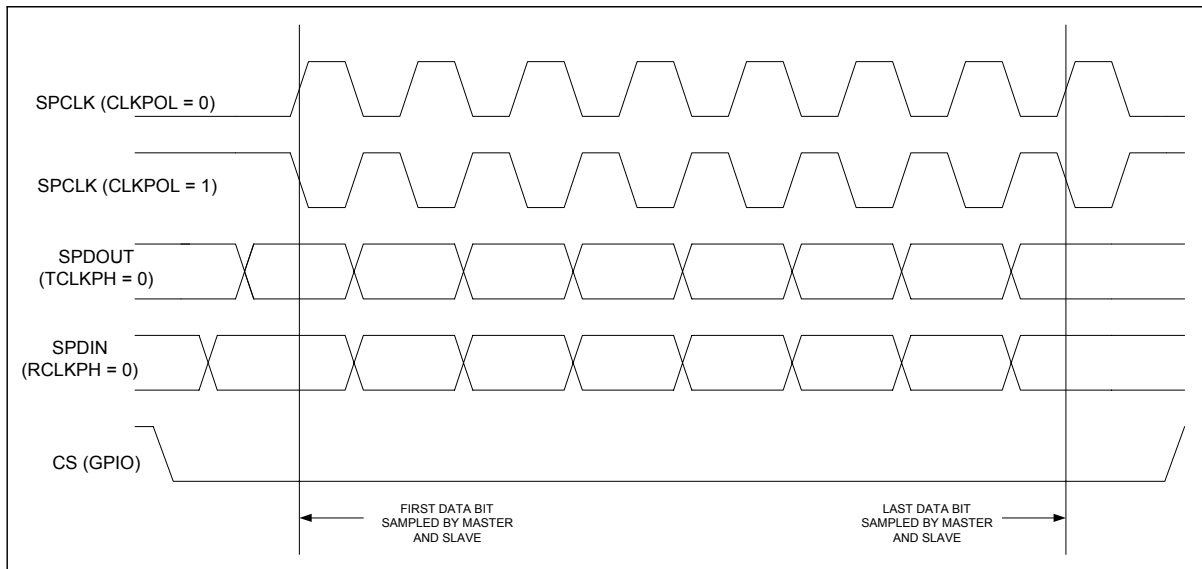 SPCLK (CLKPOL = 0)
SPCLK (CLKPOL = 1)
SPDOUT
(TCLKPH = 0)
SPDIN
(RCLKPH = 0)
CS (GPIO)
FIRST DATA BIT
SAMPLED BY MASTER
AND SLAVE
LAST DATA BIT
SAMPLED BY MASTER
AND SLAVE